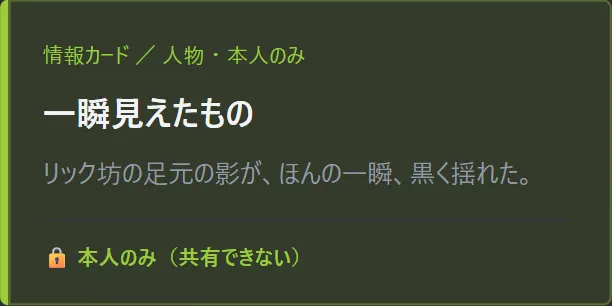 情報カード ／ 人物・本人のみ
一瞬見えたもの
リック坊の足元の影が、ほんの一瞬、黒く揺れた。
🔒 本人のみ（共有できない）